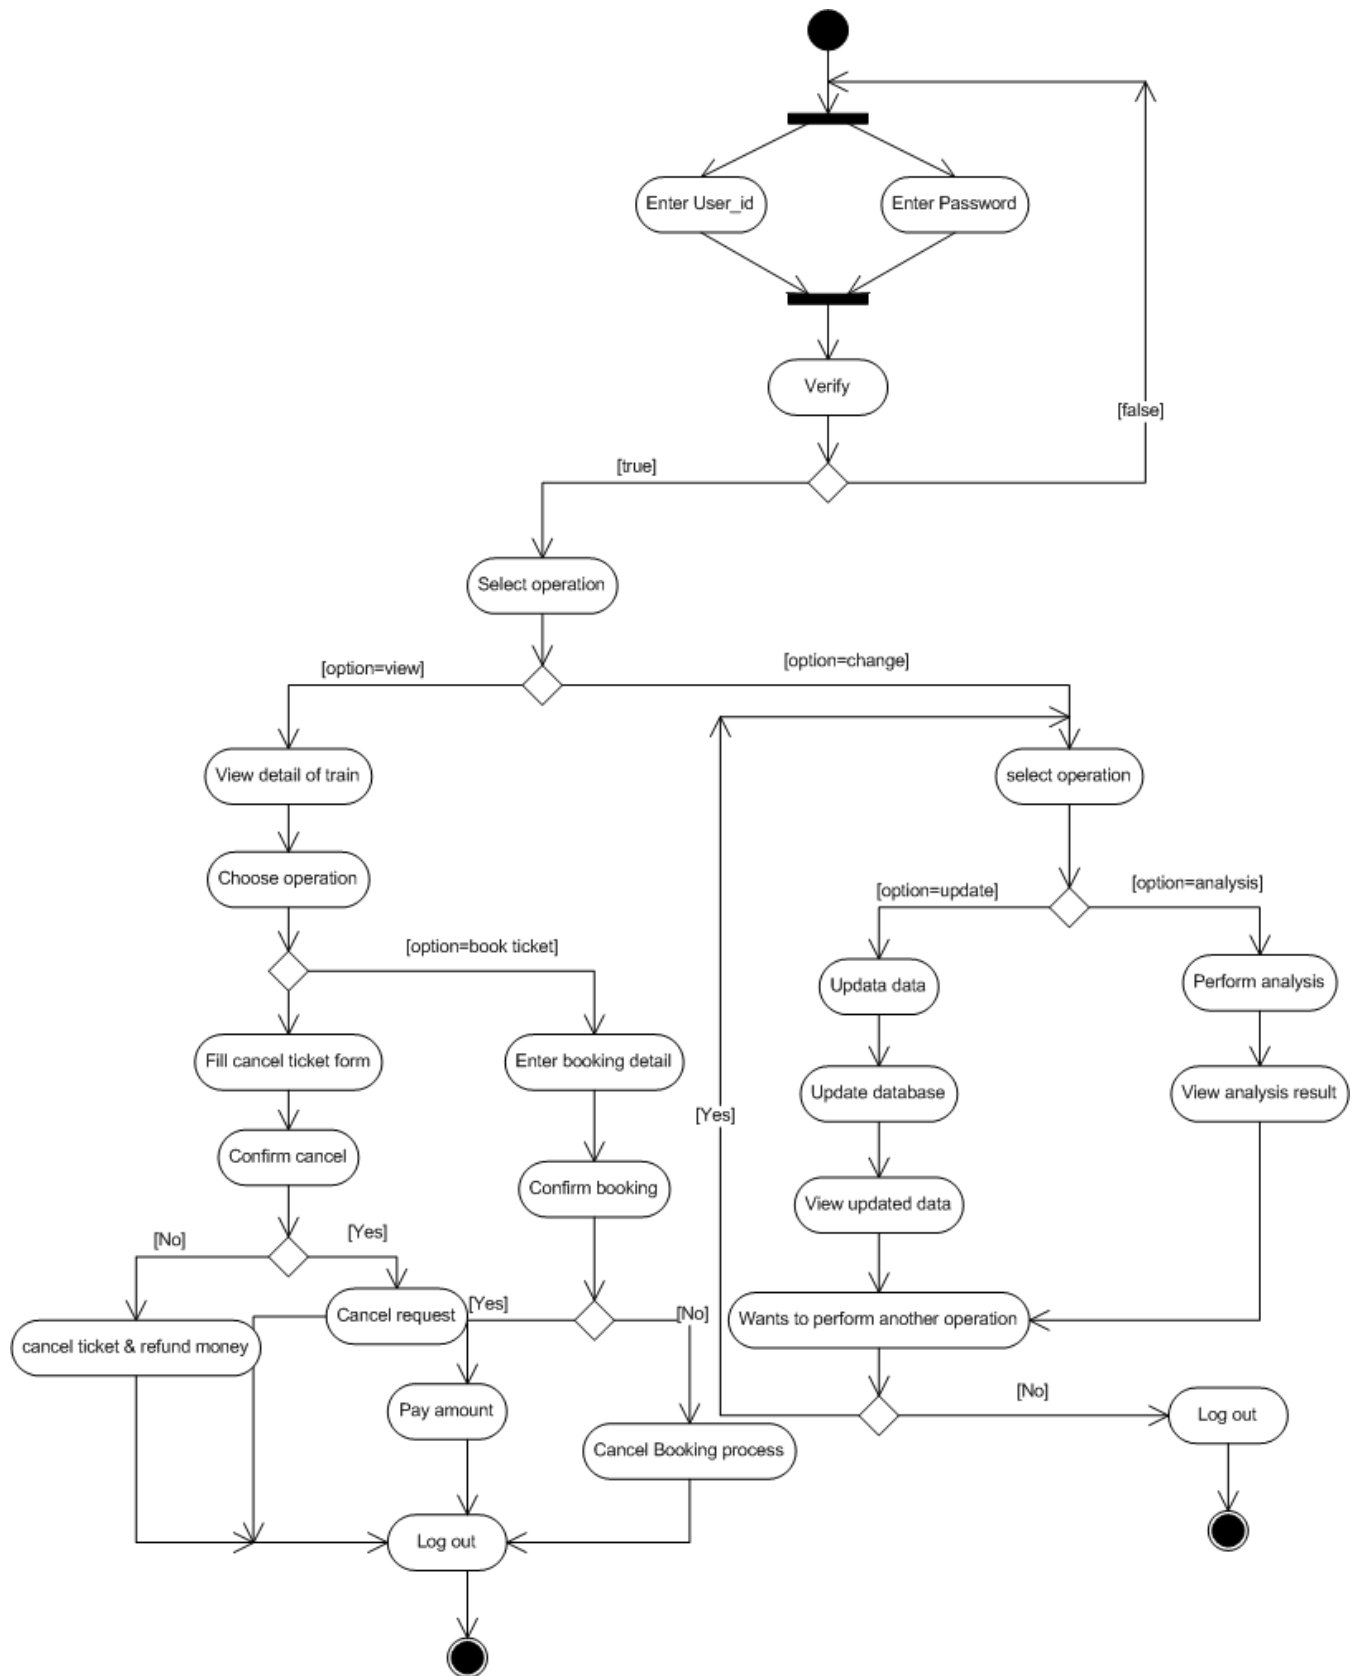 Enter User_id
Enter Password
Verify
[false]
[true]
Select operation
[option=view]
[option=change]
View detail of train
select operation
Choose operation
[option=update]
[option=analysis]
[option=book ticket]
Updata data
Perform analysis
Fill cancel ticket form
Enter booking detail
Update database
View analysis result
[Yes]
Confirm cancel
Confirm booking
View updated data
[No]
[Yes]
Cancel request
[Yes]
[No]
Wants to perform another operation
cancel ticket & refund money
[No]
Pay amount
Log out
Cancel Booking process
Log out